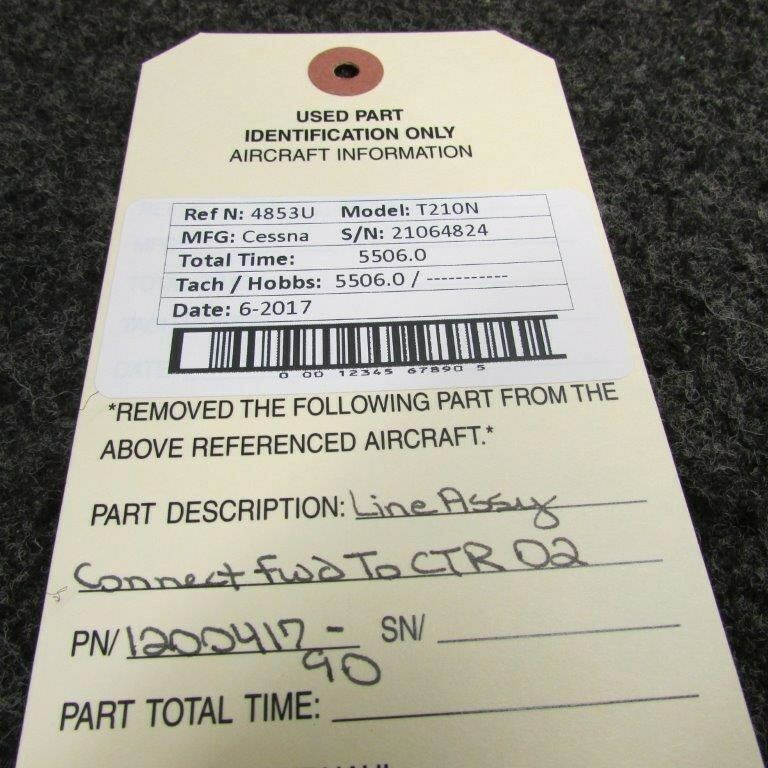 USED PART
IDENTIFICATION ONLY
AIRCRAFT INFORMATION
Ref N: 4853U Model: T210N
MFG: Cessna S/N: 21064824
Total Time: 5506.0
Tach / Hobbs: 5506.0 / -----------
Date: 6-2017
0 00 12345 67890 5
*REMOVED THE FOLLOWING PART FROM THE
ABOVE REFERENCED AIRCRAFT.*
PART DESCRIPTION: Line Assy
Connect fwd To CTR O2
PN/ 1200417 - SN/
90
PART TOTAL TIME: